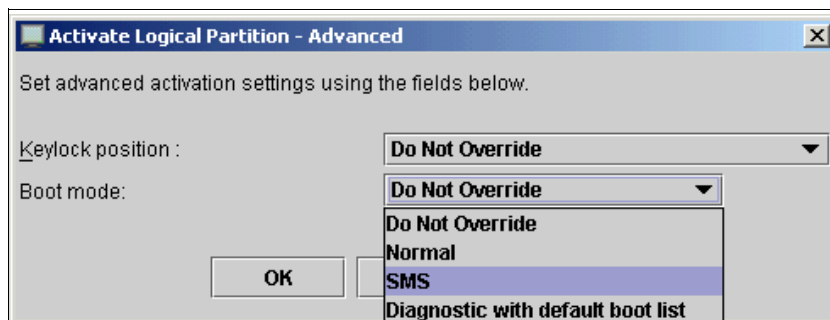 Activate Logical Partition - Advanced
Set advanced activation settings using the fields below.
Keylock position :
Do Not Override
Boot mode:
Do Not Override
Do Not Override
Normal
SMS
Diagnostic with default boot list
OK